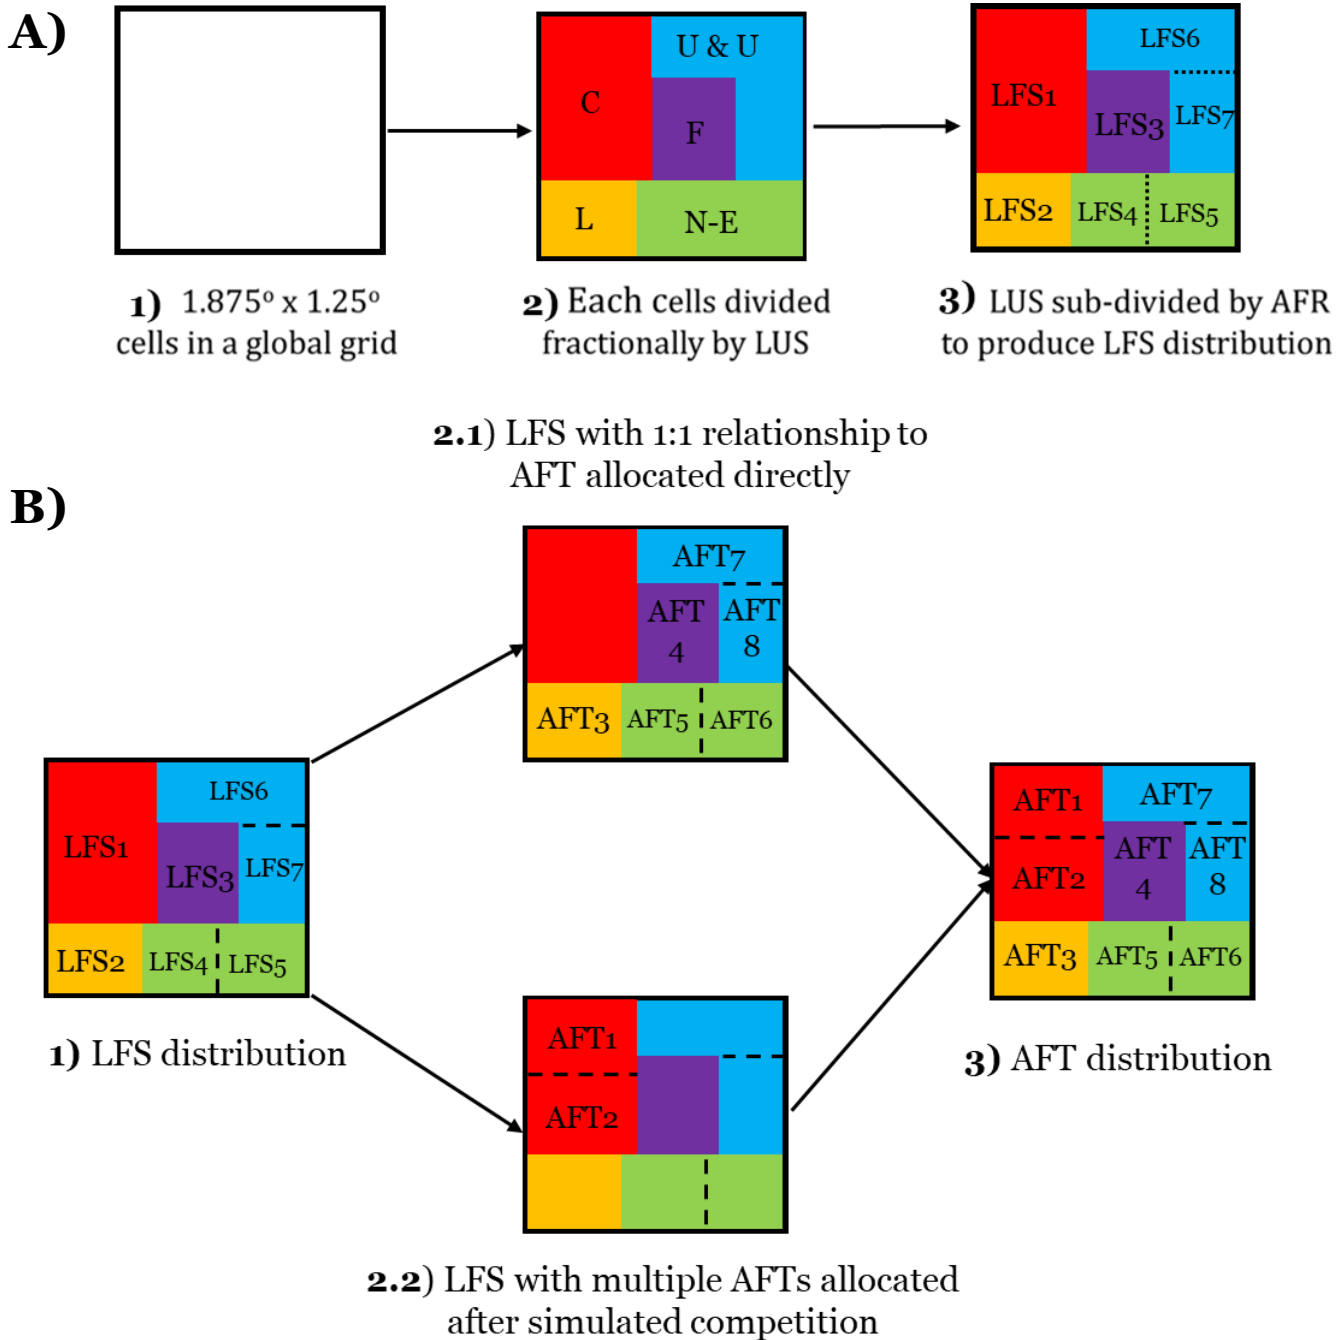 A)
C
U & U
F
L
N-E
LFS1
LFS6
LFS3
LFS7
LFS2
LFS4
LFS5
1) 1.875º x 1.25º
cells in a global grid
2) Each cells divided
fractionally by LUS
3) LUS sub-divided by AFR
to produce LFS distribution
2.1) LFS with 1:1 relationship to
AFT allocated directly
B)
AFT7
AFT
4
AFT
8
AFT3
AFT5
AFT6
LFS1
LFS6
LFS3
LFS7
LFS2
LFS4
LFS5
1) LFS distribution
AFT1
AFT2
2.2) LFS with multiple AFTs allocated
after simulated competition
AFT1
AFT7
AFT2
AFT
4
AFT
8
AFT3
AFT5
AFT6
3) AFT distribution